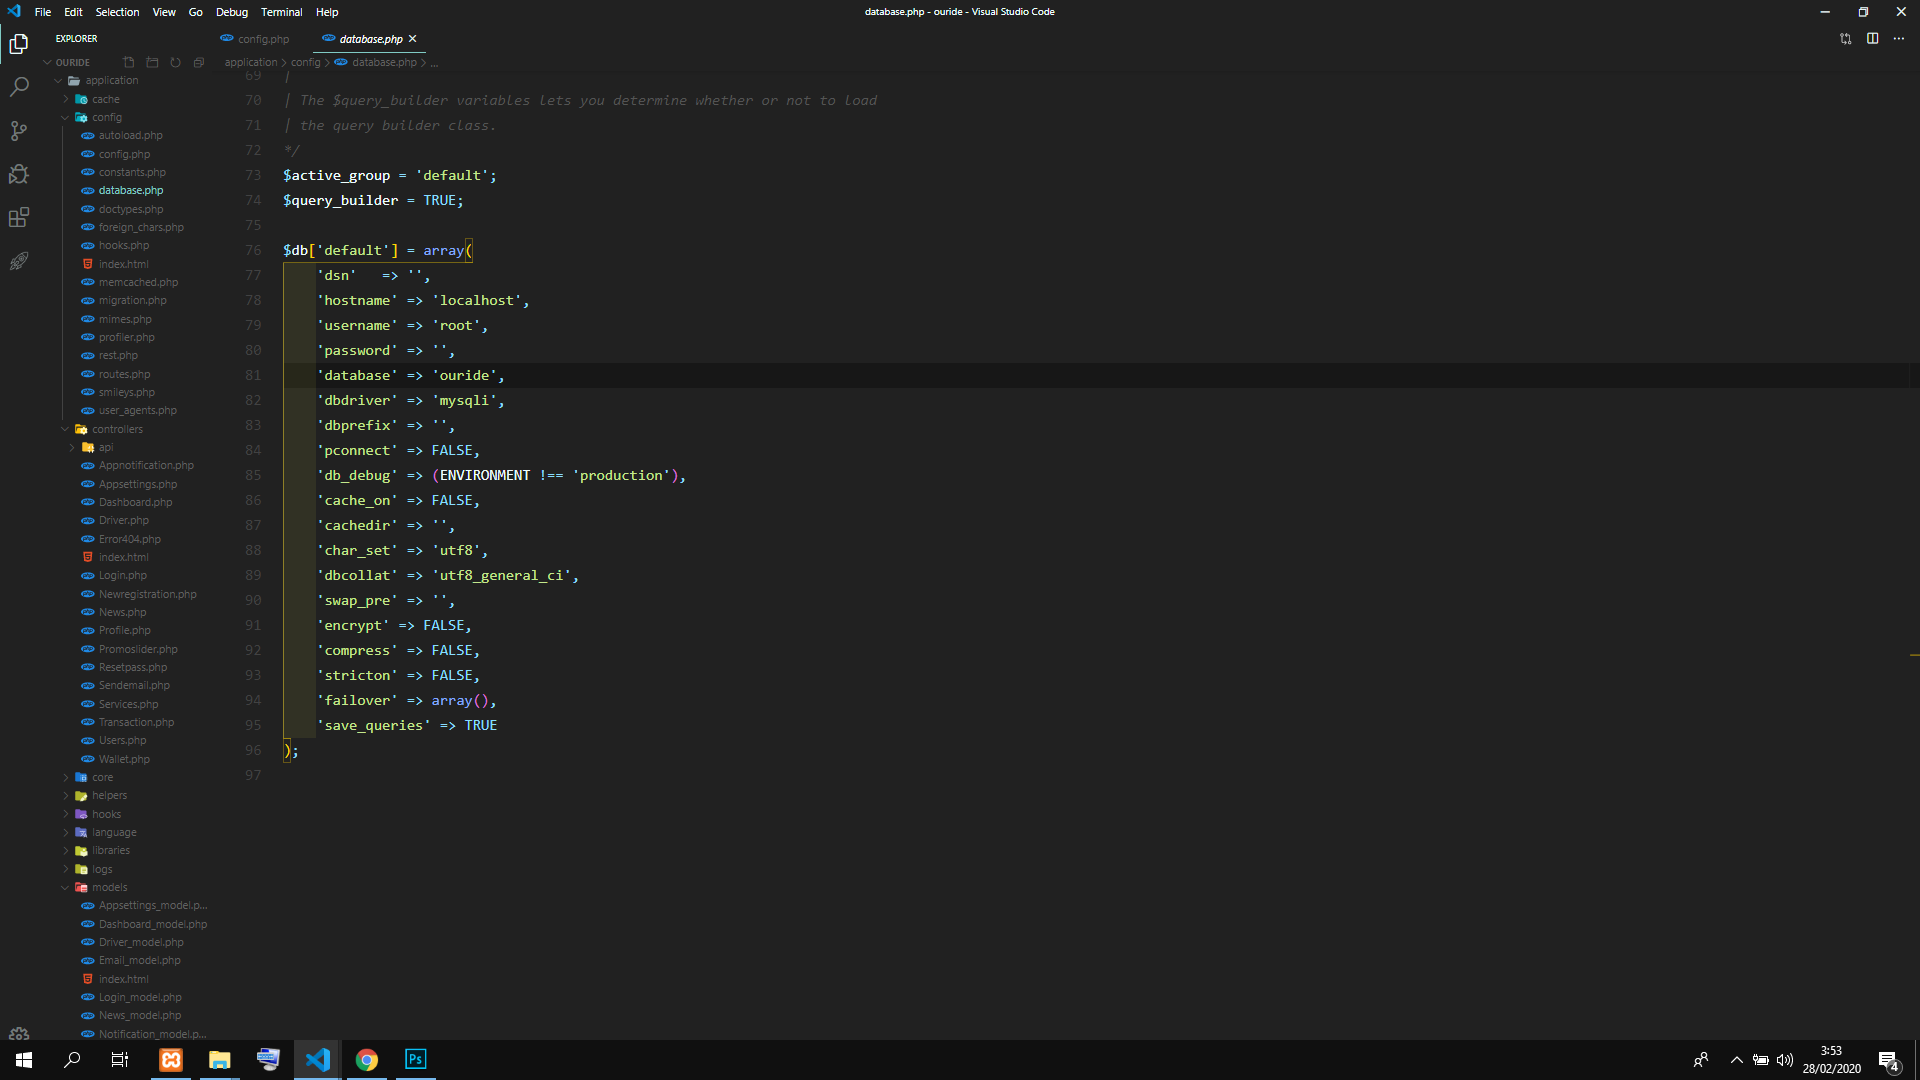 File Edit Selection View Go Debug Terminal Help
database.php - ouride - Visual Studio Code
EXPLORER
OURIDE
application
cache
config
autoload.php
config.php
constants.php
database.php
doctypes.php
foreign_chars.php
hooks.php
index.html
memcached.php
migration.php
mimes.php
profiler.php
rest.php
routes.php
smileys.php
user_agents.php
controllers
api
Appnotification.php
Appsettings.php
Dashboard.php
Driver.php
Error404.php
index.html
Login.php
Newregistration.php
News.php
Profile.php
Promoslider.php
Resetpass.php
Sendemail.php
Services.php
Transaction.php
Users.php
Wallet.php
core
helpers
hooks
language
libraries
logs
models
Appsettings_model.p...
Dashboard_model.php
Driver_model.php
Email_model.php
index.html
Login_model.php
News_model.php
Notification_model.p...
config.php
database.php
application > config > database.php > ...
69 |
70 | The $query_builder variables lets you determine whether or not to load
71 | the query builder class.
72 */
73 $active_group = 'default';
74 $query_builder = TRUE;
75
76 $db['default'] = array(
77 'dsn' => '',
78 'hostname' => 'localhost',
79 'username' => 'root',
80 'password' => '',
81 'database' => 'ouride',
82 'dbdriver' => 'mysqli',
83 'dbprefix' => '',
84 'pconnect' => FALSE,
85 'db_debug' => (ENVIRONMENT !== 'production'),
86 'cache_on' => FALSE,
87 'cachedir' => '',
88 'char_set' => 'utf8',
89 'dbcollat' => 'utf8_general_ci',
90 'swap_pre' => '',
91 'encrypt' => FALSE,
92 'compress' => FALSE,
93 'stricton' => FALSE,
94 'failover' => array(),
95 'save_queries' => TRUE
96 );
97
Ps
3:53
28/02/2020
4